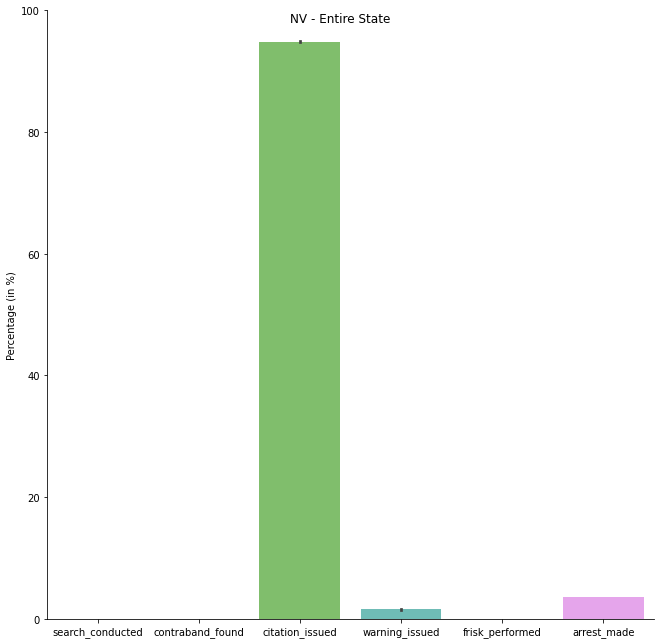 NV - Entire State
100
80
60
40
20
0
Percentage (in %)
search_conducted contraband_found citation_issued warning_issued frisk_performed arrest_made